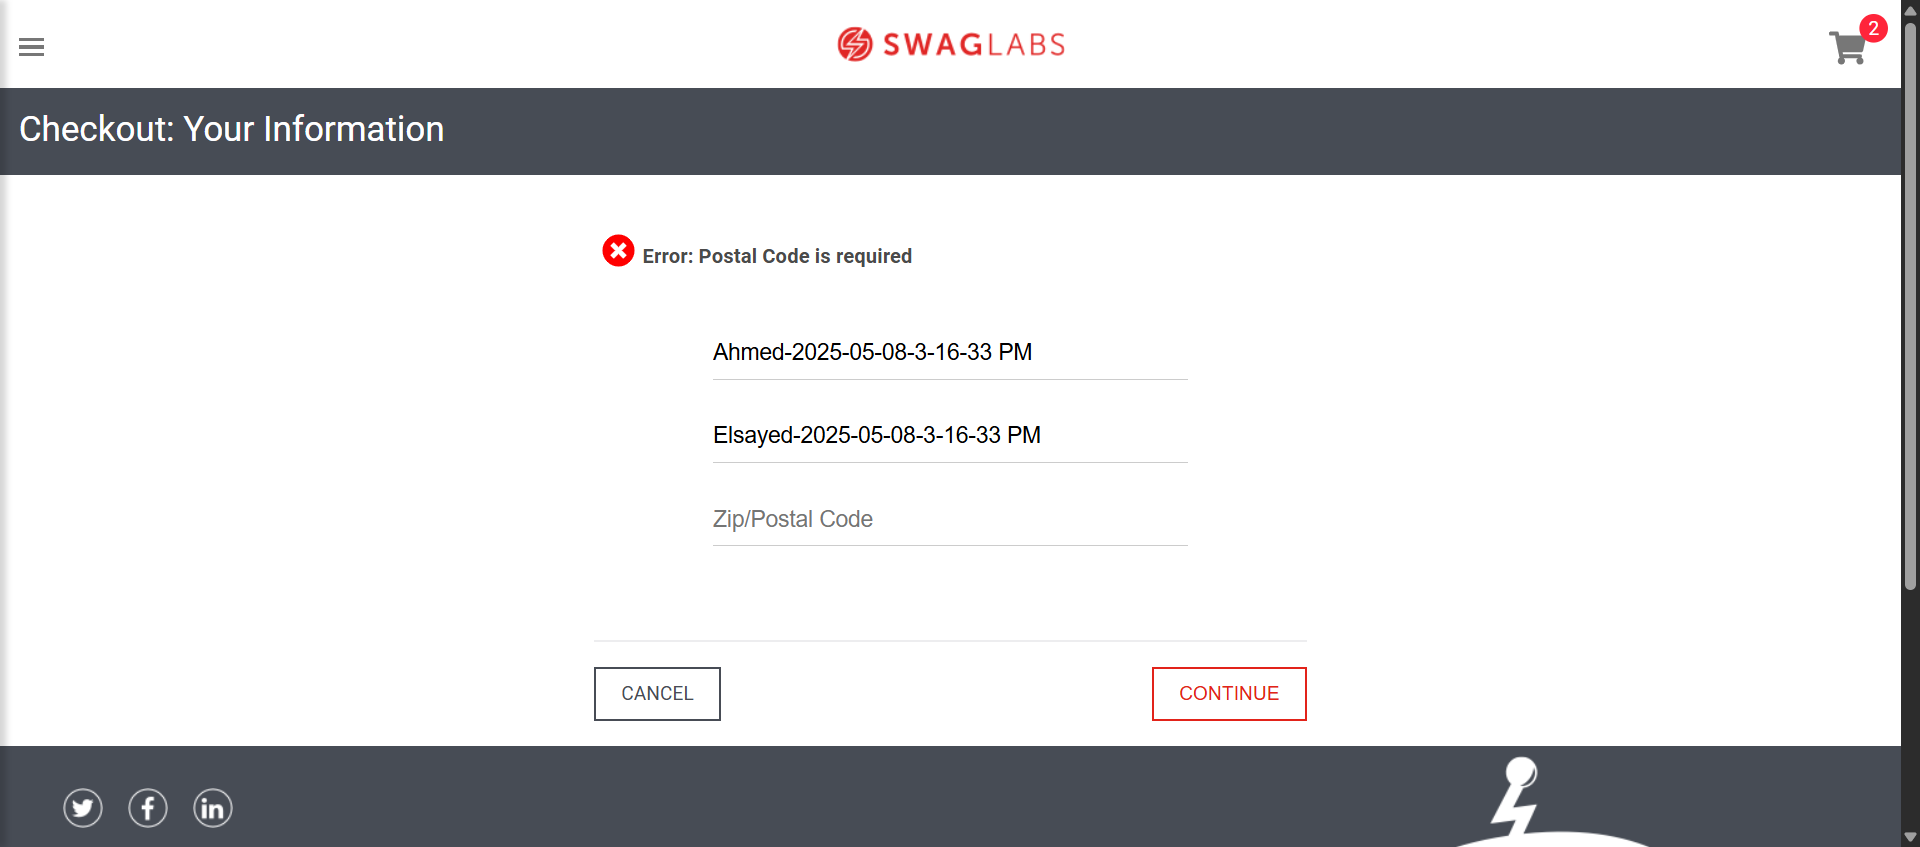 SWAGLABS
2
Checkout: Your Information
Error: Postal Code is required
Ahmed-2025-05-08-3-16-33 PM
Elsayed-2025-05-08-3-16-33 PM
Zip/Postal Code
CANCEL
CONTINUE